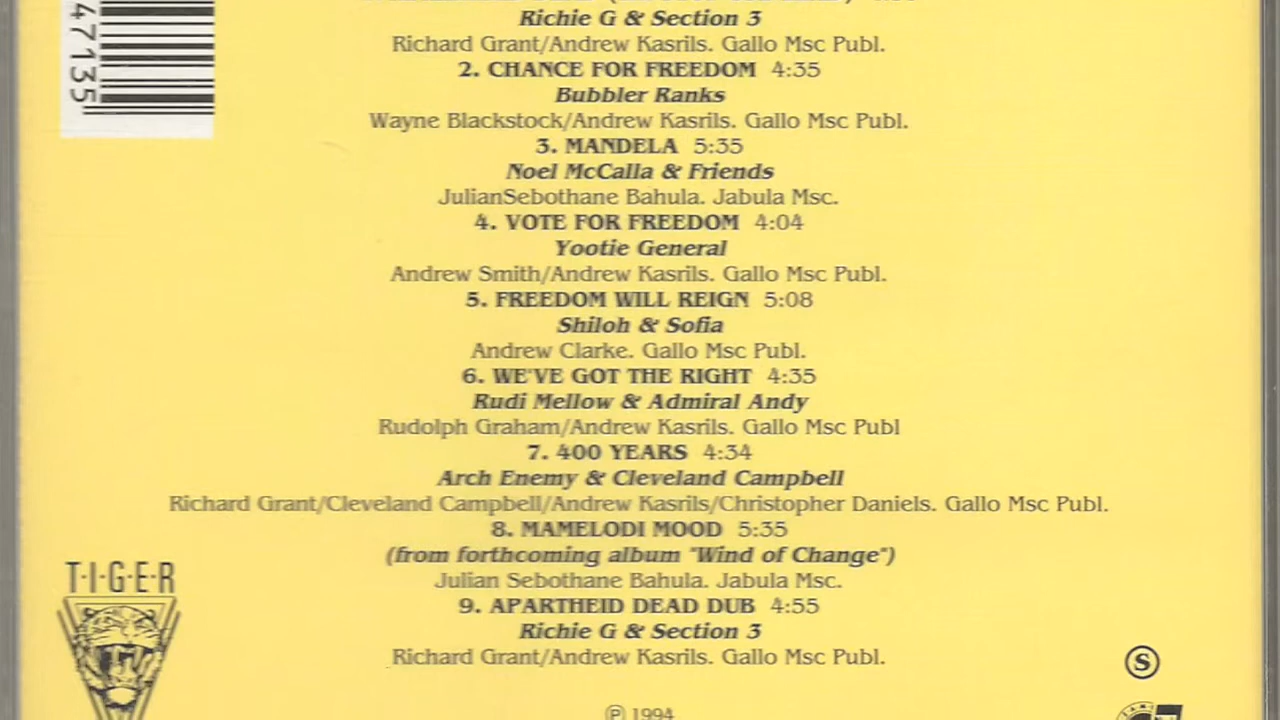 47135
Richie G & Section 3
Richard Grant/Andrew Kasrils. Gallo Msc Publ.
2. CHANCE FOR FREEDOM 4:35
Bubbler Ranks
Wayne Blackstock/Andrew Kasrils. Gallo Msc Publ.
3. MANDELA 5:35
Noel McCalla & Friends
JulianSebothane Bahula. Jabula Msc.
4. VOTE FOR FREEDOM 4:04
Yootie General
Andrew Smith/Andrew Kasrils. Gallo Msc Publ.
5. FREEDOM WILL REIGN 5:08
Shiloh & Sofia
Andrew Clarke. Gallo Msc Publ.
6. WE'VE GOT THE RIGHT 4:35
Rudi Mellow & Admiral Andy
Rudolph Graham/Andrew Kasrils. Gallo Msc Publ
7. 400 YEARS 4:34
Arch Enemy & Cleveland Campbell
Richard Grant/Cleveland Campbell/Andrew Kasrils/Christopher Daniels. Gallo Msc Publ.
8. MAMELODI MOOD 5:35
(from forthcoming album "Wind of Change")
Julian Sebothane Bahula. Jabula Msc.
9. APARTHEID DEAD DUB 4:55
Richie G & Section 3
Richard Grant/Andrew Kasrils. Gallo Msc Publ.
T·I·G·E·R
S
℗ 1994